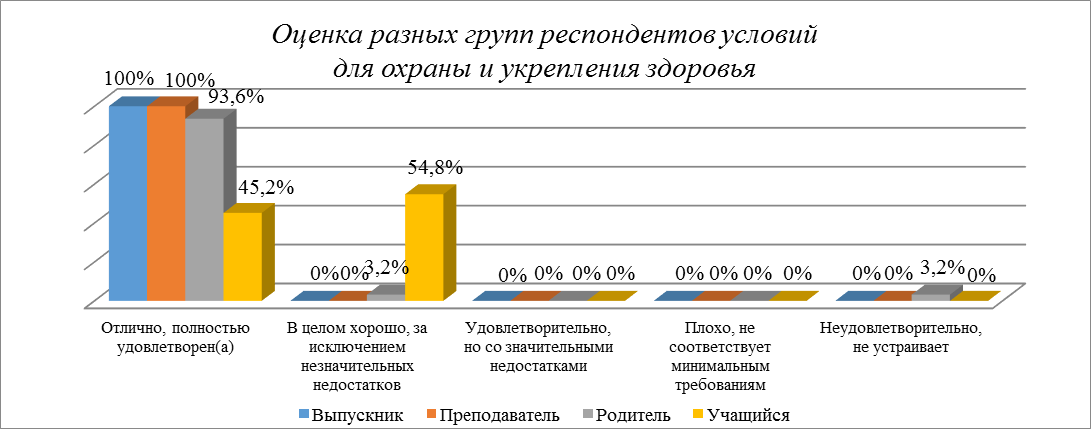 Оценка разных групп респондентов условий
для охраны и укрепления здоровья
100% 100% 93,6% 45,2%
0% 0% 3,2% 54,8%
0% 0% 0% 0%
0% 0% 0% 0%
0% 0% 3,2% 0%
Отлично, полностью
удовлетворен(а)
В целом хорошо, за
исключением
незначительных
недостатков
Удовлетворительно,
но со значительными
недостатками
Плохо, не
соответствует
минимальным
требованиям
Неудовлетворительно,
не устраивает
Выпускник Преподаватель Родитель Учащийся